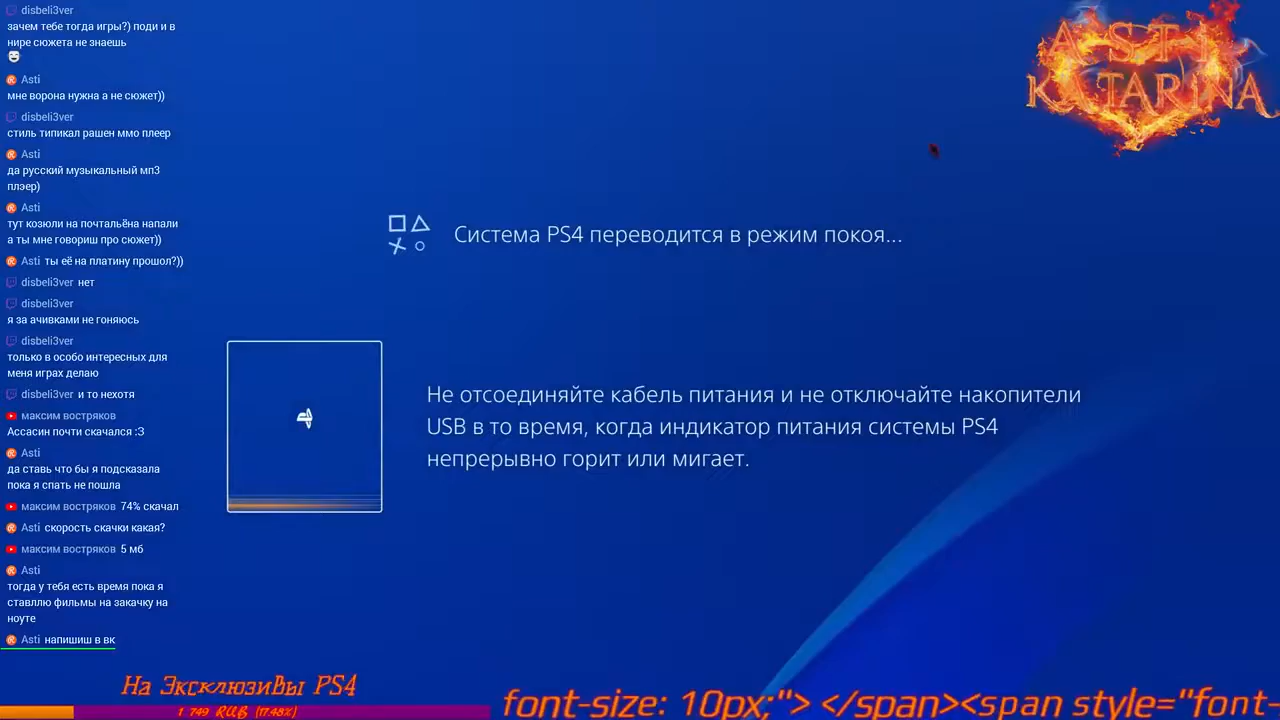 disbeli3ver
зачем тебе тогда игры?) поди и в
нире сюжета не знаешь
Asti
мне ворона нужна а не сюжет))
disbeli3ver
стиль типикал рашен ммо плеер
Asti
да русский музыкальный мп3
плэер)
Asti
тут козюли на почтальёна напали
а ты мне говориш про сюжет))
Asti ты её на платину прошол?))
disbeli3ver нет
disbeli3ver
я за ачивками не гоняюсь
disbeli3ver
только в особо интересных для
меня играх делаю
disbeli3ver и то нехотя
максим востряков
Ассасин почти скачался :3
Asti
да ставь что бы я подсказала
пока я спать не пошла
максим востряков 74% скачал
Asti скорость скачки какая?
максим востряков 5 мб
Asti
тогда у тебя есть время пока я
ставллю фильмы на закачку на
ноуте
Asti напишиш в вк
ASTI
KATARINA
Система PS4 переводится в режим покоя...
Не отсоединяйте кабель питания и не отключайте накопители
USB в то время, когда индикатор питания системы PS4
непрерывно горит или мигает.
На ЭксклюзиВы PS4
1 749 RUB (17.48%)
font-size: 10px;"> </span><span style="font-